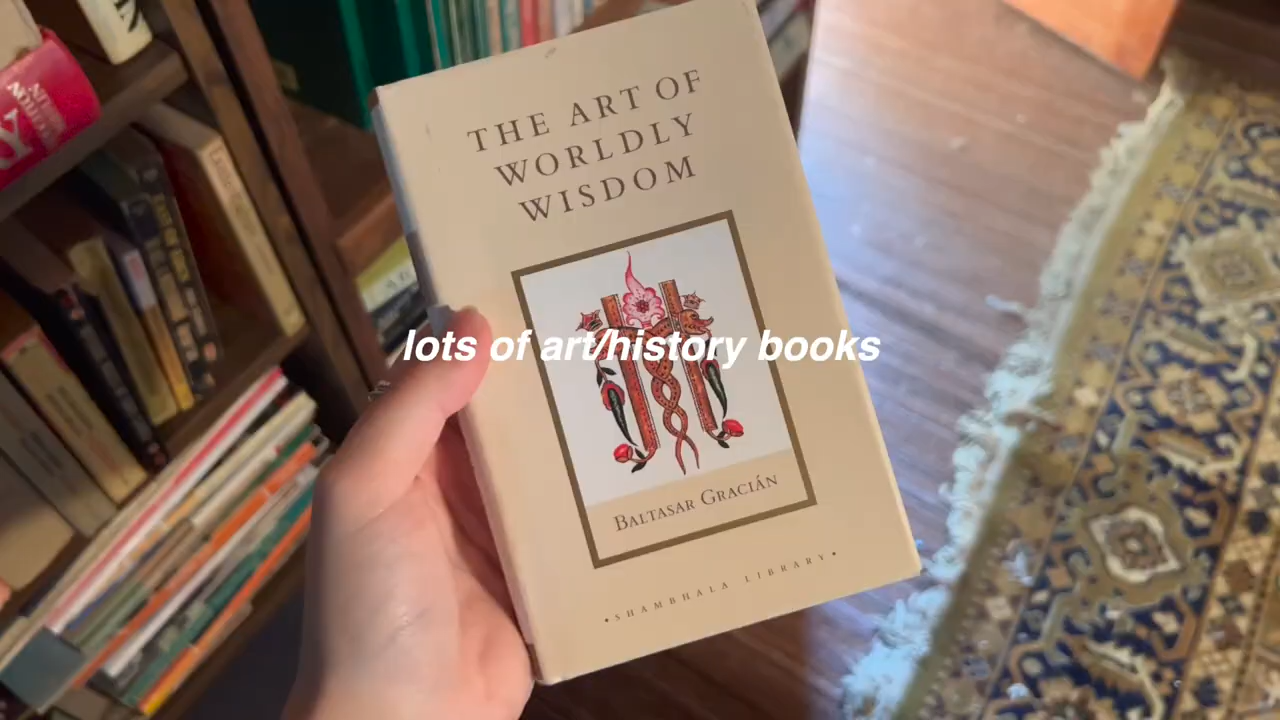 THE ART OF
WORLDLY
WISDOM
lots of art/history books
BALTASAR GRACIÁN
•SHAMBHALA LIBRARY•